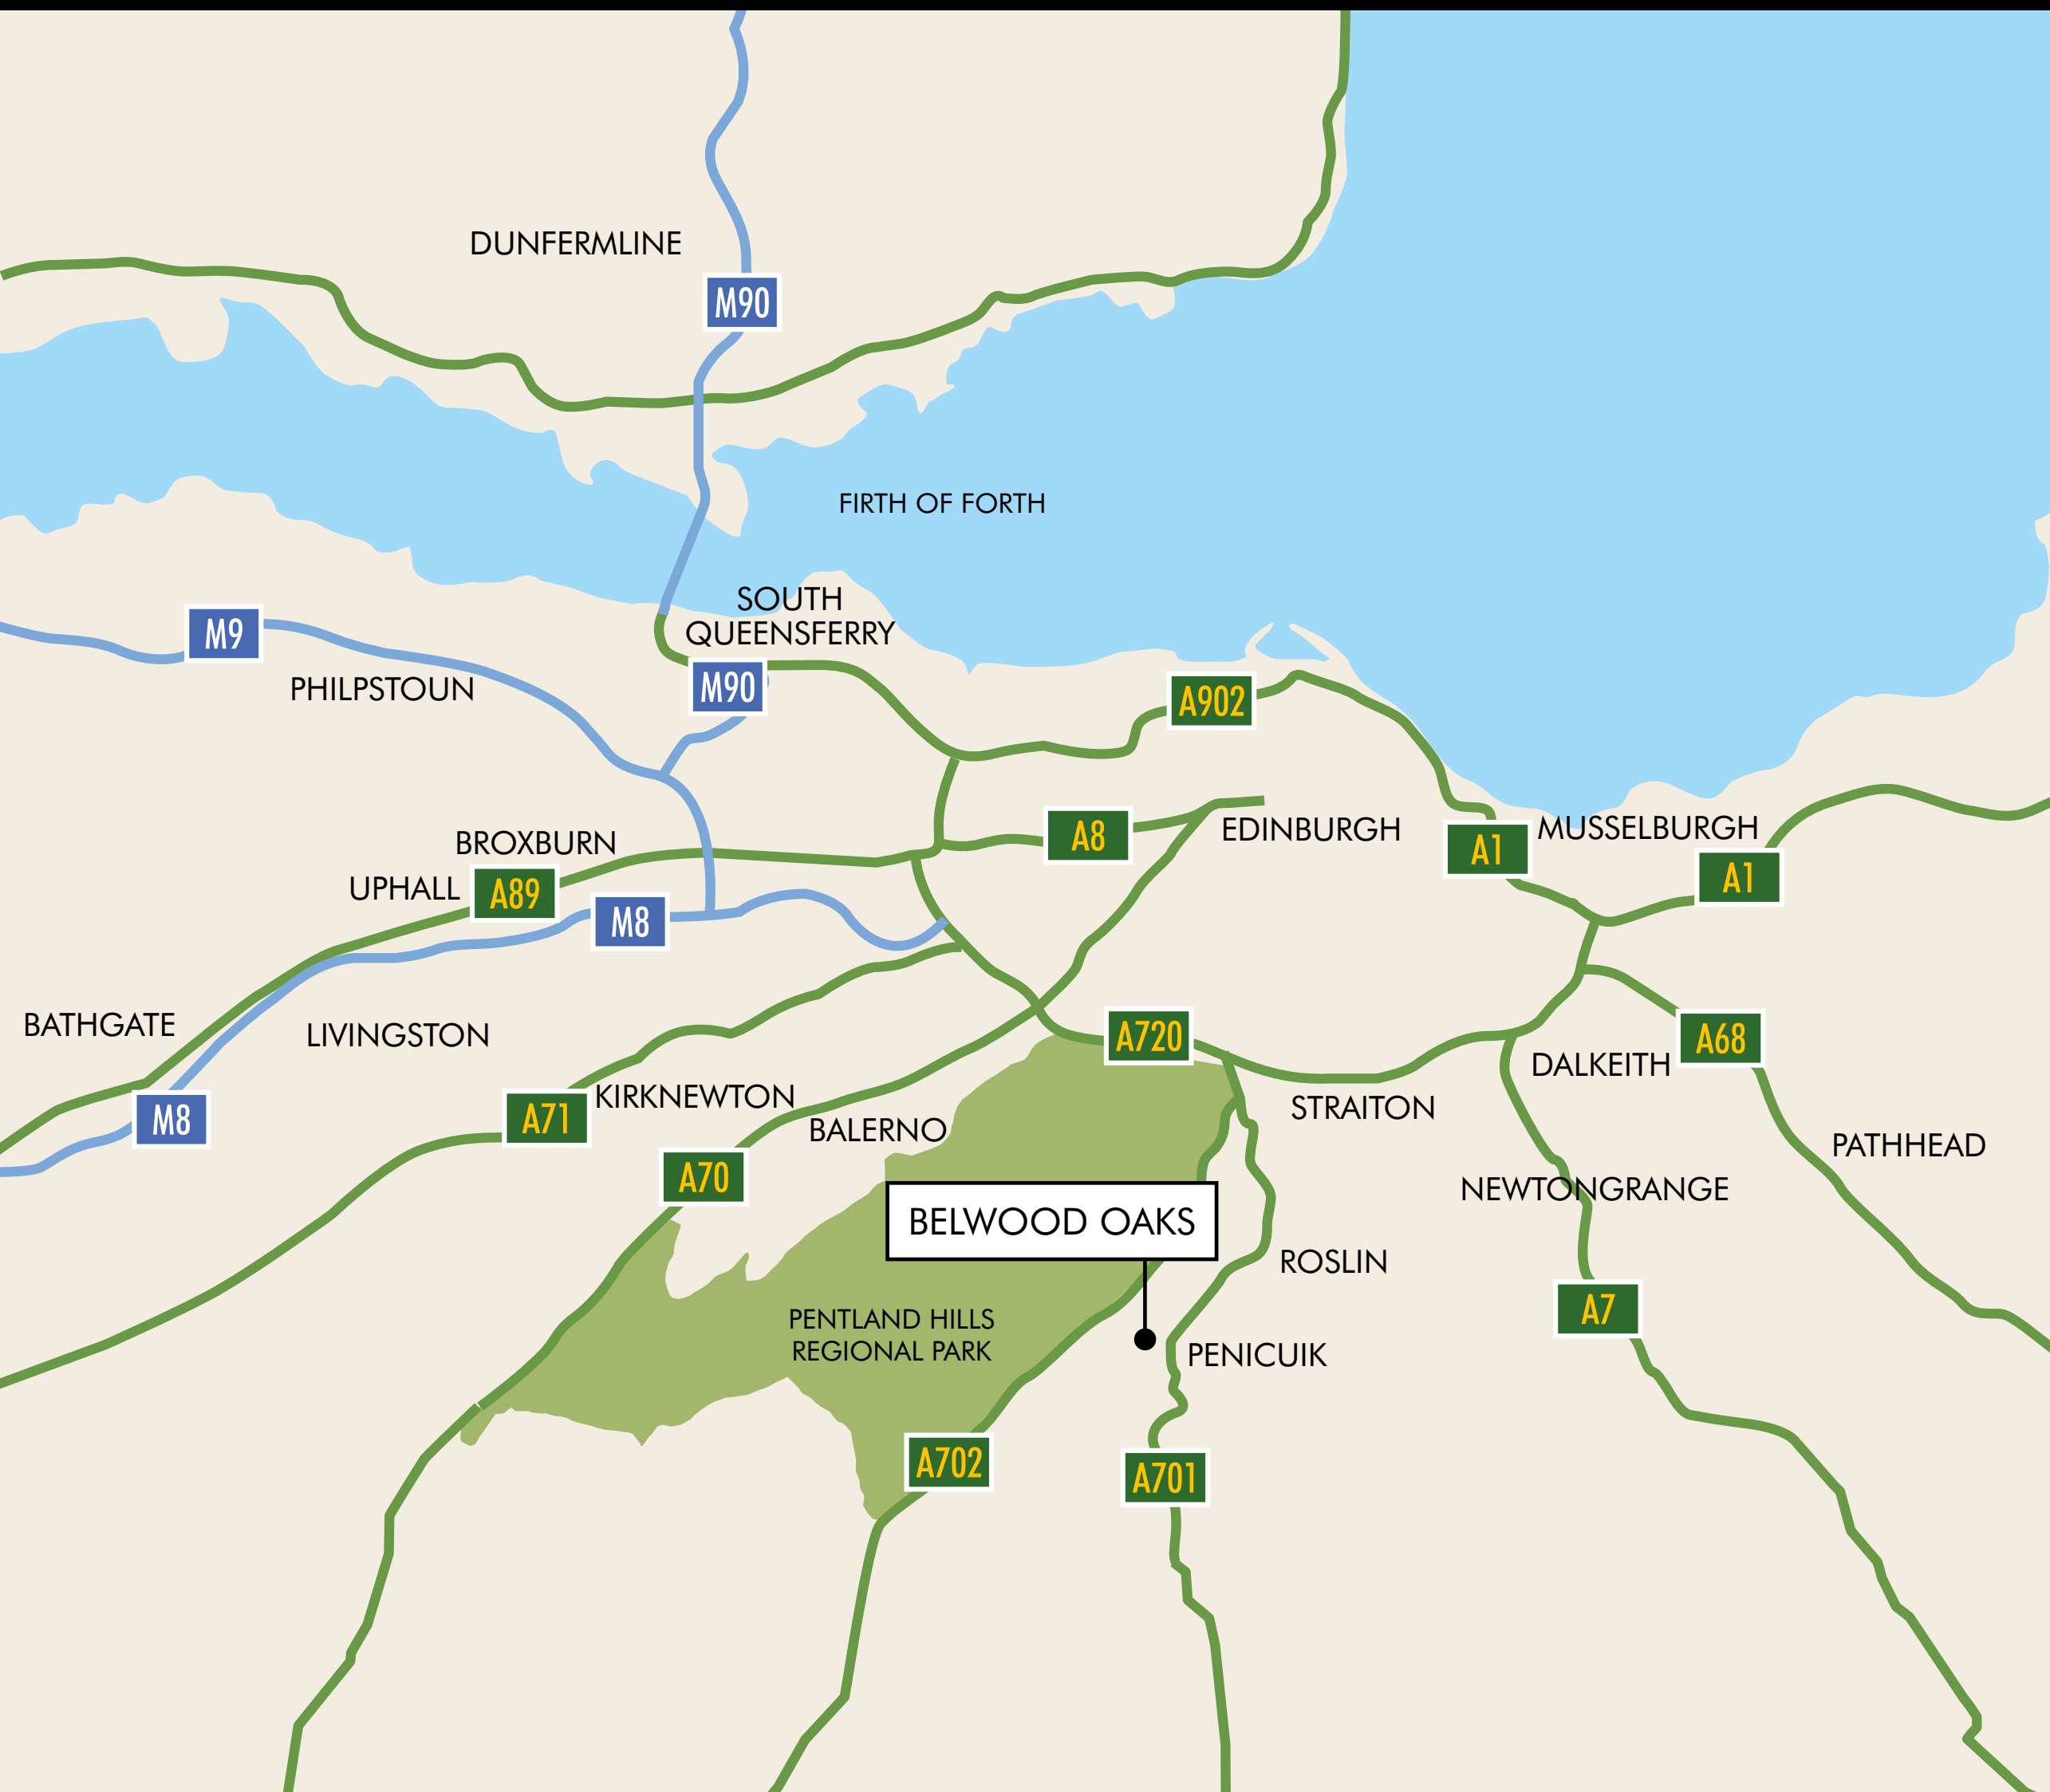 DUNFERMLINE
M90
FIRTH OF FORTH
SOUTH
QUEENSFERRY
M9
PHILPSTOUN
M90
A902
BROXBURN
A8
EDINBURGH
A1
MUSSELBURGH
A1
UPHALL
A89
M8
BATHGATE
LIVINGSTON
A720
A68
DALKEITH
M8
A71
KIRKNEWTON
BALERNO
STRAITON
PATHHEAD
A70
NEWTONGRANGE
BELWOOD OAKS
ROSLIN
A7
PENTLAND HILLS
REGIONAL PARK
PENICUIK
A702
A701